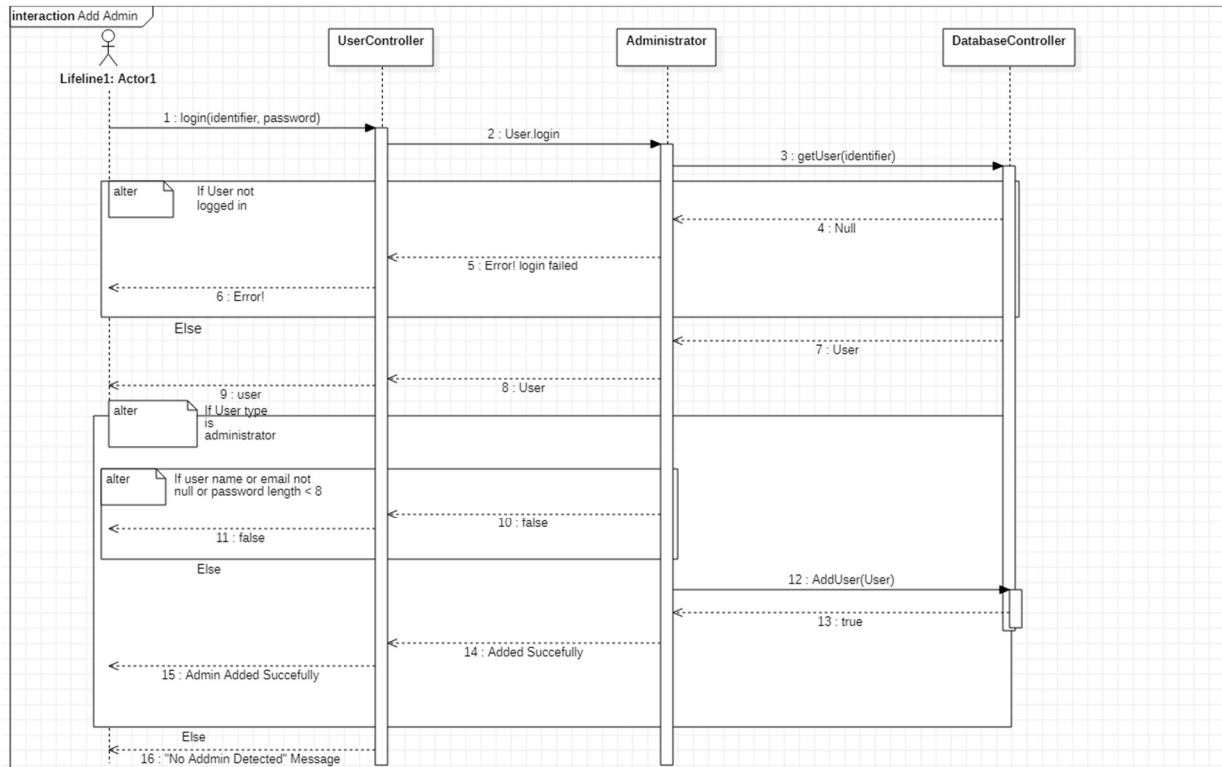 interaction Add Admin
UserController
Administrator
DatabaseController
Lifeline1: Actor1
1 : login(identifier, password)
2 : User.login
3 : getUser(identifier)
alter
If User not
logged in
4 : Null
5 : Error! login failed
6 : Error!
Else
7 : User
8 : User
9 : user
alter
If User type
is
administrator
alter
If user name or email not
null or password length < 8
10 : false
11 : false
Else
12 : AddUser(User)
13 : true
14 : Added Succefully
15 : Admin Added Succefully
Else
16 : "No Addmin Detected" Message